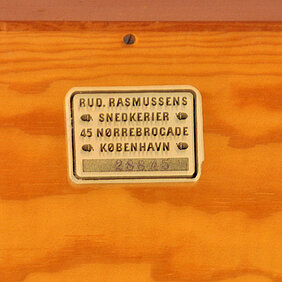 RUD. RASMUSSENS
SNEDKERIER
45 NØRREBROGADE
KØBENHAVN